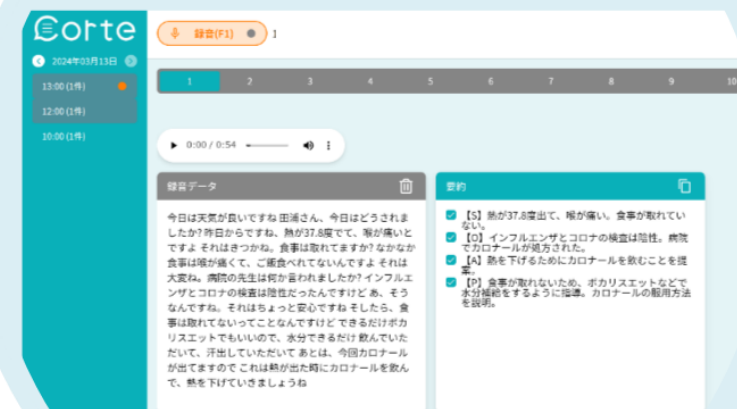 Corte
2024年03月13日
13:00 (1件)
12:00 (1件)
10:00 (1件)
録音(F1)
1 2 3 4 5 6 7 8 9 10
0:00 / 0:54
録音データ
今日は天気が良いですね 田浦さん、今日はどうされま
したか? 昨日からですね、熱が37.8度でて、喉が痛いと
ですよ それはきつかね。食事は取れてますか? なかなか
食事は喉が痛くて、ご飯食べれてないんですよ それは
大変ね。病院の先生は何か言われましたか? インフルエ
ンザとコロナの検査は陰性だったんですけど あ、そう
なんですね。それはちょっと安心ですね そしたら、食
事は取れてないってことなんですけど できるだけポカ
リスエットでもいいので、水分できるだけ 飲んでいた
だいて、汗出していただいて あとは、今回カロナール
が出てますので これは熱が出た時にカロナールを飲ん
で、熱を下げていきましょうね
要約
【S】熱が37.8度出て、喉が痛い。食事が取れてい
ない。
【O】インフルエンザとコロナの検査は陰性。病院
でカロナールが処方された。
【A】熱を下げるためにカロナールを飲むことを提
案。
【P】食事が取れないため、ポカリスエットなどで
水分補給をするように指導。カロナールの服用方法
を説明。